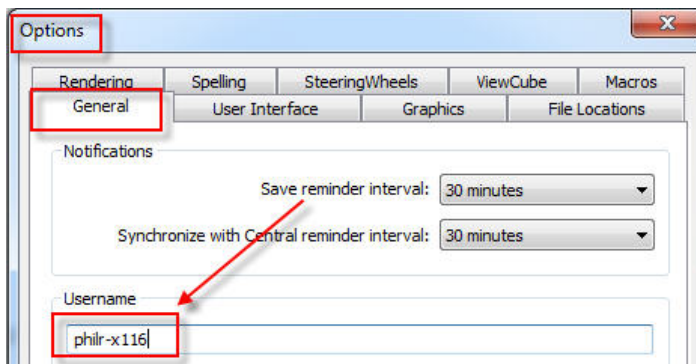 Options
Rendering Spelling SteeringWheels ViewCube Macros
General User Interface Graphics File Locations
Notifications
Save reminder interval: 30 minutes
Synchronize with Central reminder interval: 30 minutes
Username
philr-x116